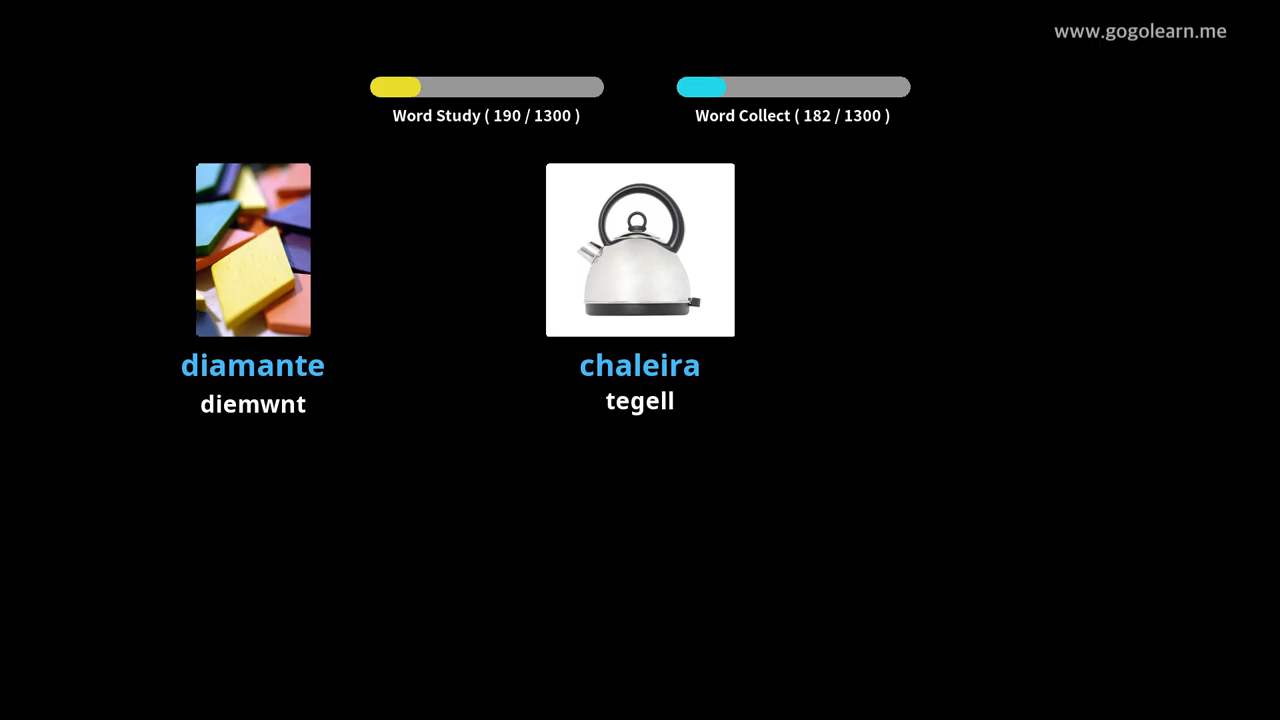 www.gogolearn.me
Word Study ( 190 / 1300 )
Word Collect ( 182 / 1300 )
diamante
diemwnt
chaleira
tegell